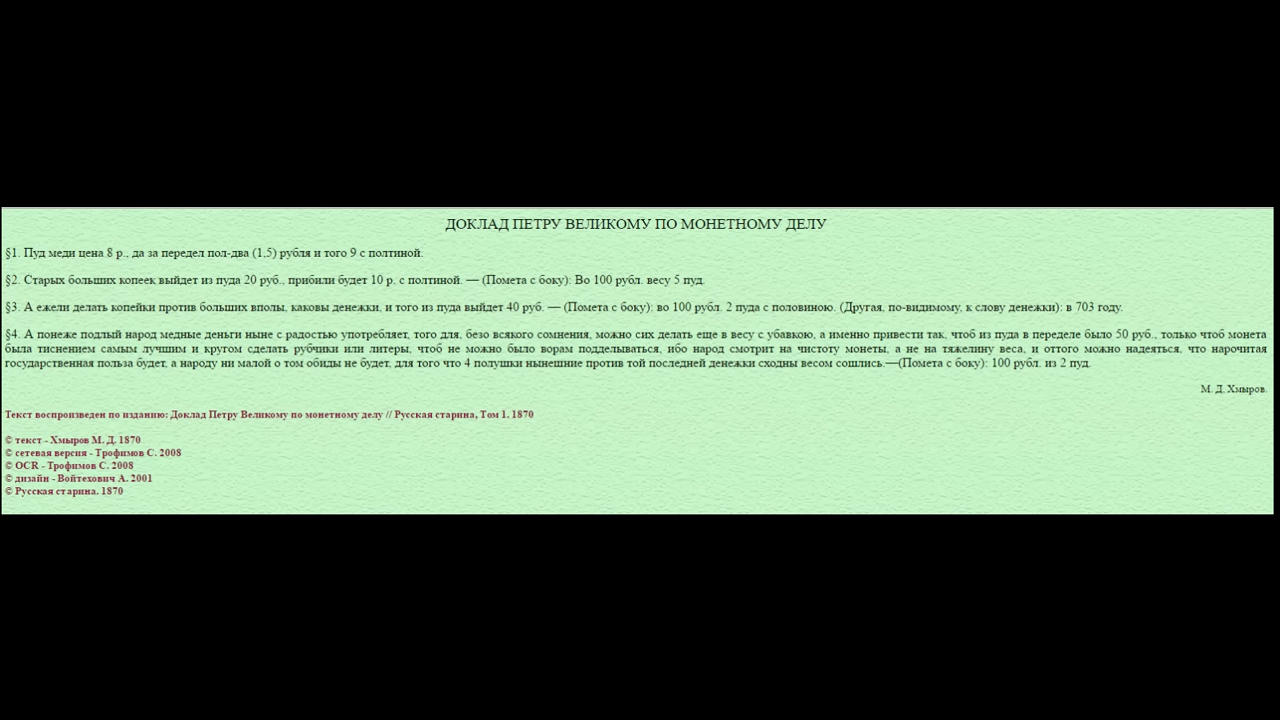 ДОКЛАД ПЕТРУ ВЕЛИКОМУ ПО МОНЕТНОМУ ДЕЛУ
§1. Пуд меди цена 8 р., да за передел пол-два (1,5) рубля и того 9 с полтиной.
§2. Старых больших копеек выйдет из пуда 20 руб., прибыли будет 10 р. с полтиной. — (Помета с боку): Во 100 рубл. весу 5 пуд.
§3. А ежели делать копейки против больших вполы, каковы денежки, и того из пуда выйдет 40 руб. — (Помета с боку): во 100 рубл. 2 пуда с половиною. (Другая, по-видимому, к слову денежки): в 703 году.
§4. А понеже подлый народ медные деньги ныне с радостью употребляет, того для, безо всякого сомнения, можно сих делать еще в весу с убавкою, а именно привести так, чтоб из пуда в переделе было 50 руб., только чтоб монета
была тиснением самым лучшим и кругом сделать рубчики или литеры, чтоб не можно было ворам подделываться, ибо народ смотрит на чистоту монеты, а не на тяжелину веса, и оттого можно надеяться, что нарочитая
государственная польза будет, а народу ни малой о том обиды не будет, для того что 4 полушки нынешние против той последней денежки сходны весом сошлись.—(Помета с боку): 100 рубл. из 2 пуд.
М. Д. Хмыров.
Текст воспроизведен по изданию: Доклад Петру Великому по монетному делу // Русская старина, Том 1. 1870
© текст - Хмыров М. Д. 1870
© сетевая версия - Трофимов С. 2008
© OCR - Трофимов С. 2008
© дизайн - Войтехович А. 2001
© Русская старина. 1870